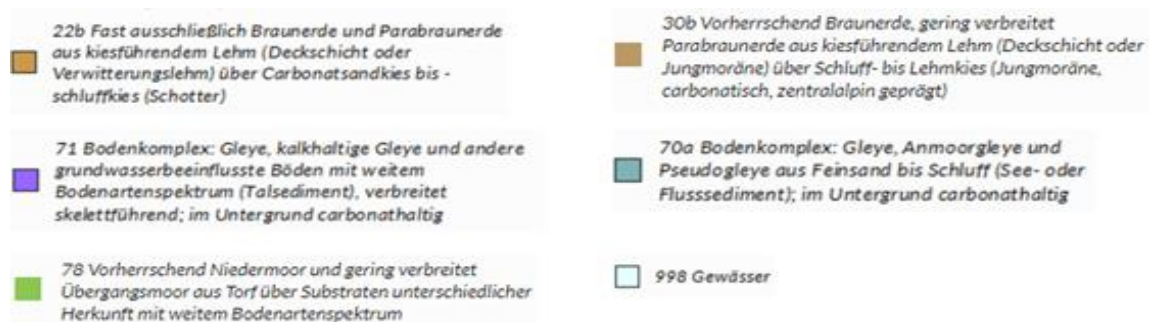 22b Fast ausschließlich Braunerde und Parabraunerde
aus kiesführendem Lehm (Deckschicht oder
Verwitterungslehm) über Carbonatsandkies bis -
schluffkies (Schotter)
30b Vorherrschend Braunerde, gering verbreitet
Parabraunerde aus kiesführendem Lehm (Deckschicht oder
Jungmoräne) über Schluff- bis Lehmkies (Jungmoräne,
carbonatisch, zentralalpin geprägt)
71 Bodenkomplex: Gleye, kalkhaltige Gleye und andere
grundwasserbeeinflusste Böden mit weitem
Bodenartenspektrum (Talsediment), verbreitet
skelettführend; im Untergrund carbonathaltig
70a Bodenkomplex: Gleye, Anmoorgleye und
Pseudogleye aus Feinsand bis Schluff (See- oder
Flusssediment); im Untergrund carbonathaltig
78 Vorherrschend Niedermoor und gering verbreitet
Übergangsmoor aus Torf über Substraten unterschiedlicher
Herkunft mit weitem Bodenartenspektrum
998 Gewässer